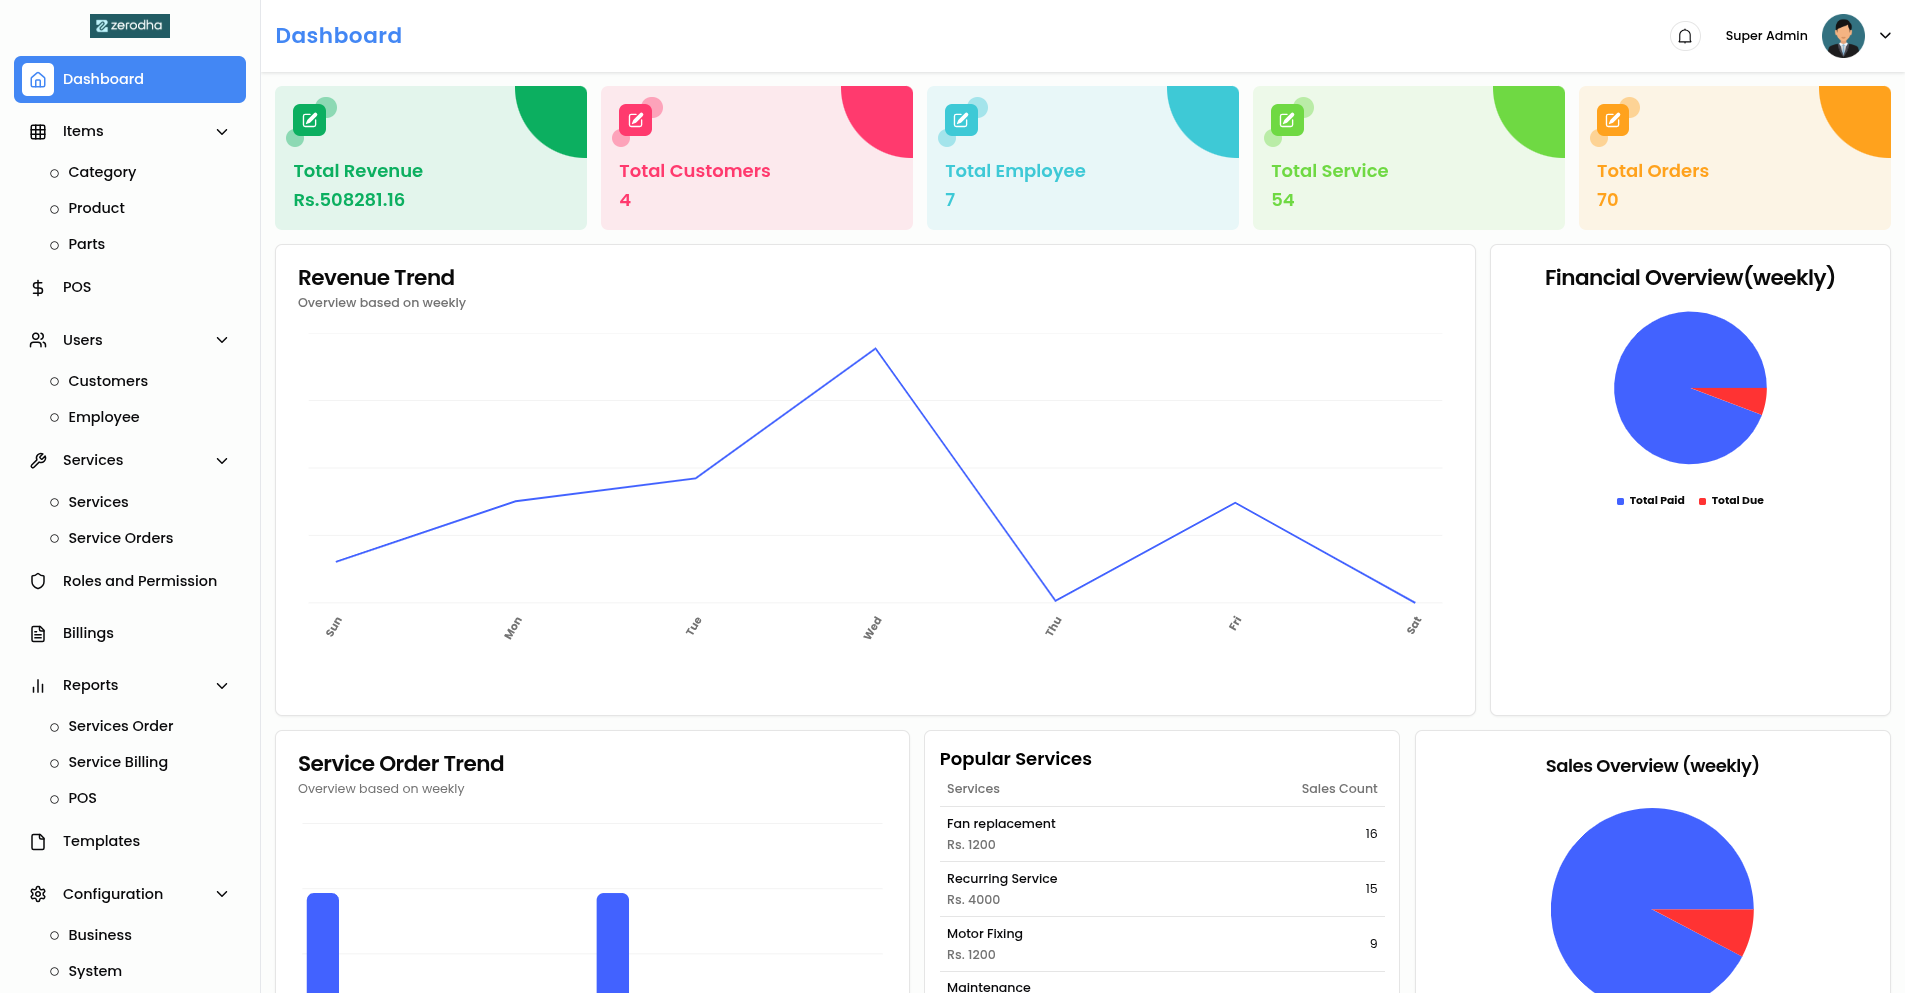 zerodha
Dashboard
Items
Category
Product
Parts
POS
Users
Customers
Employee
Services
Services
Service Orders
Roles and Permission
Billings
Reports
Services Order
Service Billing
POS
Templates
Configuration
Business
System
Dashboard
Super Admin
Total Revenue
Rs.508281.16
Total Customers
4
Total Employee
7
Total Service
54
Total Orders
70
Revenue Trend
Overview based on weekly
Sun
Mon
Tue
Wed
Thu
Fri
Sat
Financial Overview(weekly)
Total Paid
Total Due
Service Order Trend
Overview based on weekly
Popular Services
Services Sales Count
Fan replacement
Rs. 1200
16
Recurring Service
Rs. 4000
15
Motor Fixing
Rs. 1200
9
Maintenance
Sales Overview (weekly)